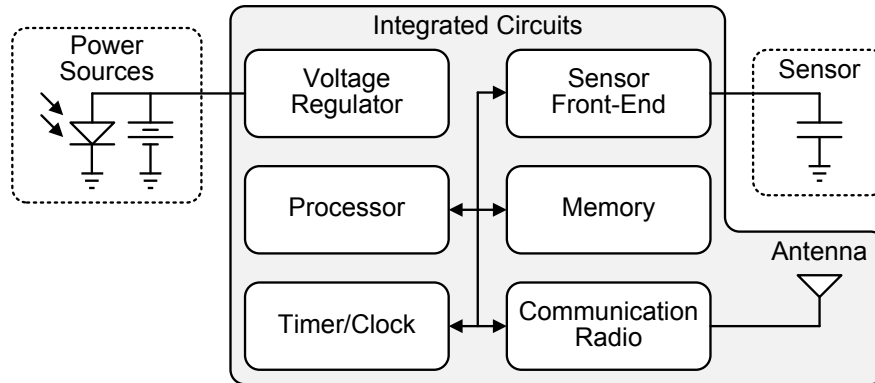 Integrated Circuits
Power
Sources
Voltage
Regulator
Sensor
Front-End
Sensor
Processor
Memory
Antenna
Timer/Clock
Communication
Radio